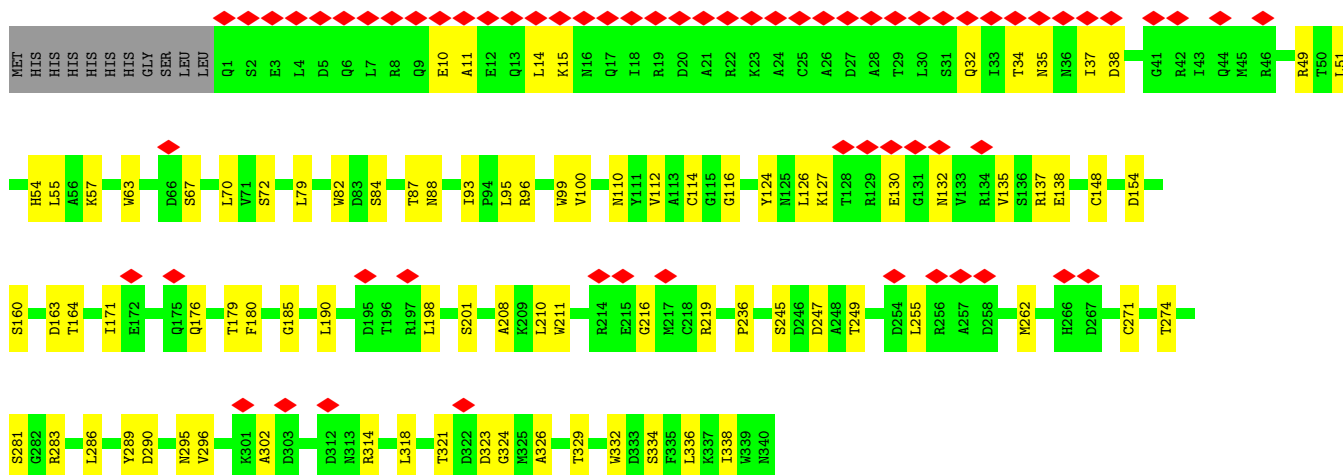 MET HIS HIS HIS HIS HIS HIS GLY SER LEU LEU Q1 S2 E3 L4 D5 Q6 L7 R8 Q9 E10 A11 E12 Q13 L14 K15 N16 Q17 I18 R19 D20 A21 R22 K23 A24 C25 A26 D27 A28 T29 L30 S31 Q32 I33 T34 N35 N36 I37 D38 G41 R42 I43 Q44 M45 R46 R49 T50 L51
H54 L55 A56 K57 W63 D66 S67 L70 V71 S72 L79 W82 D83 S84 T87 N88 I93 P94 L95 R96 W99 V100 N110 Y111 V112 A113 C114 G115 G116 Y124 N125 L126 K127 T128 R129 E130 G131 N132 V133 R134 V135 S136 R137 E138 C148 D154
S160 D163 T164 I171 E172 Q175 Q176 T179 F180 G185 L190 D195 T196 R197 L198 S201 A208 K209 L210 W211 R214 E215 G216 M217 C218 R219 P236 S245 D246 D247 A248 T249 D254 L255 R256 A257 D258 M262 H266 D267 C271 T274
S281 G282 R283 L286 Y289 D290 N295 V296 K301 A302 D303 D312 N313 R314 L318 T321 D322 D323 G324 M325 A326 T329 W332 D333 S334 F335 L336 K337 I338 W339 N340